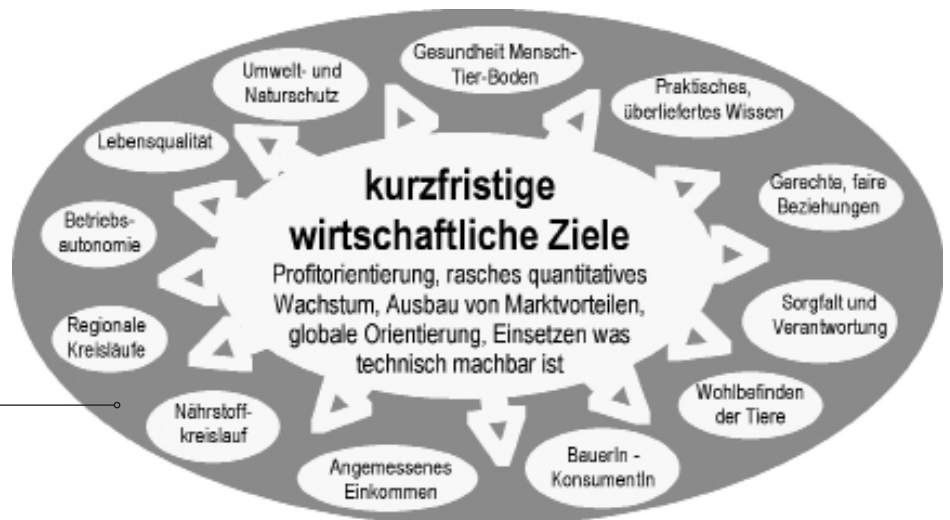 Gesundheit Mensch-
Tier-Boden
Umwelt- und
Naturschutz
Praktisches,
überliefertes Wissen
Lebensqualität
Gerechte, faire
Beziehungen
Betriebs-
autonomie
kurzfristige
wirtschaftliche Ziele
Profitorientierung, rasches quantitatives
Wachstum, Ausbau von Marktvorteilen,
globale Orientierung, Einsetzen was
technisch machbar ist
Sorgfalt und
Verantwortung
Regionale
Kreisläufe
Wohlbefinden
der Tiere
Nährstoff-
kreislauf
BauerIn -
KonsumentIn
Angemessenes
Einkommen